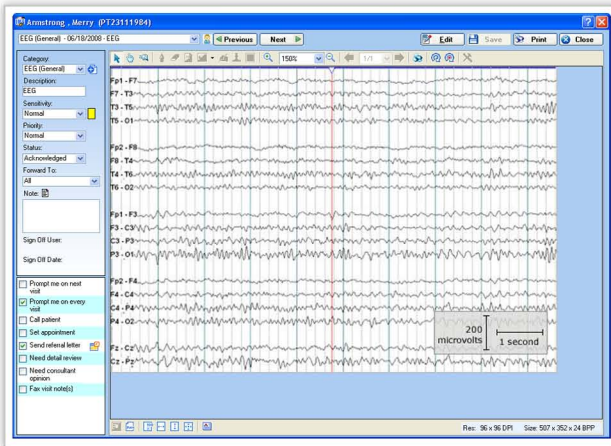 Armstrong , Merry (PT23111984)
EEG (General) - 06/18/2008 - EEG
Previous
Next
Edit
Save
Print
Close
Category:
EEG (General)
Description:
EEG
Sensitivity:
Normal
Priority:
Normal
Status:
Acknowledged
Forward To:
All
Note:
Sign Off User:
Sign Off Date:
Prompt me on next
visit
Prompt me on every
visit
Call patient
Set appointment
Send referral letter
Need detail review
Need consultant
opinion
Fax visit note(s)
150%
1/1
Fp1 - F7
F7 - T3
T3 - T5
T5 - O1
Fp2 - F8
F8 - T4
T4 - T6
T6 - O2
Fp1 - F3
F3 - C3
C3 - P3
P3 - O1
Fp2 - F4
F4 - C4
C4 - P4
P4 - O2
Fz - Cz
Cz - Pz
200
microvolts
1 second
Rec: 96 x 96 DPI
Size: 507 x 352 x 24 BPP